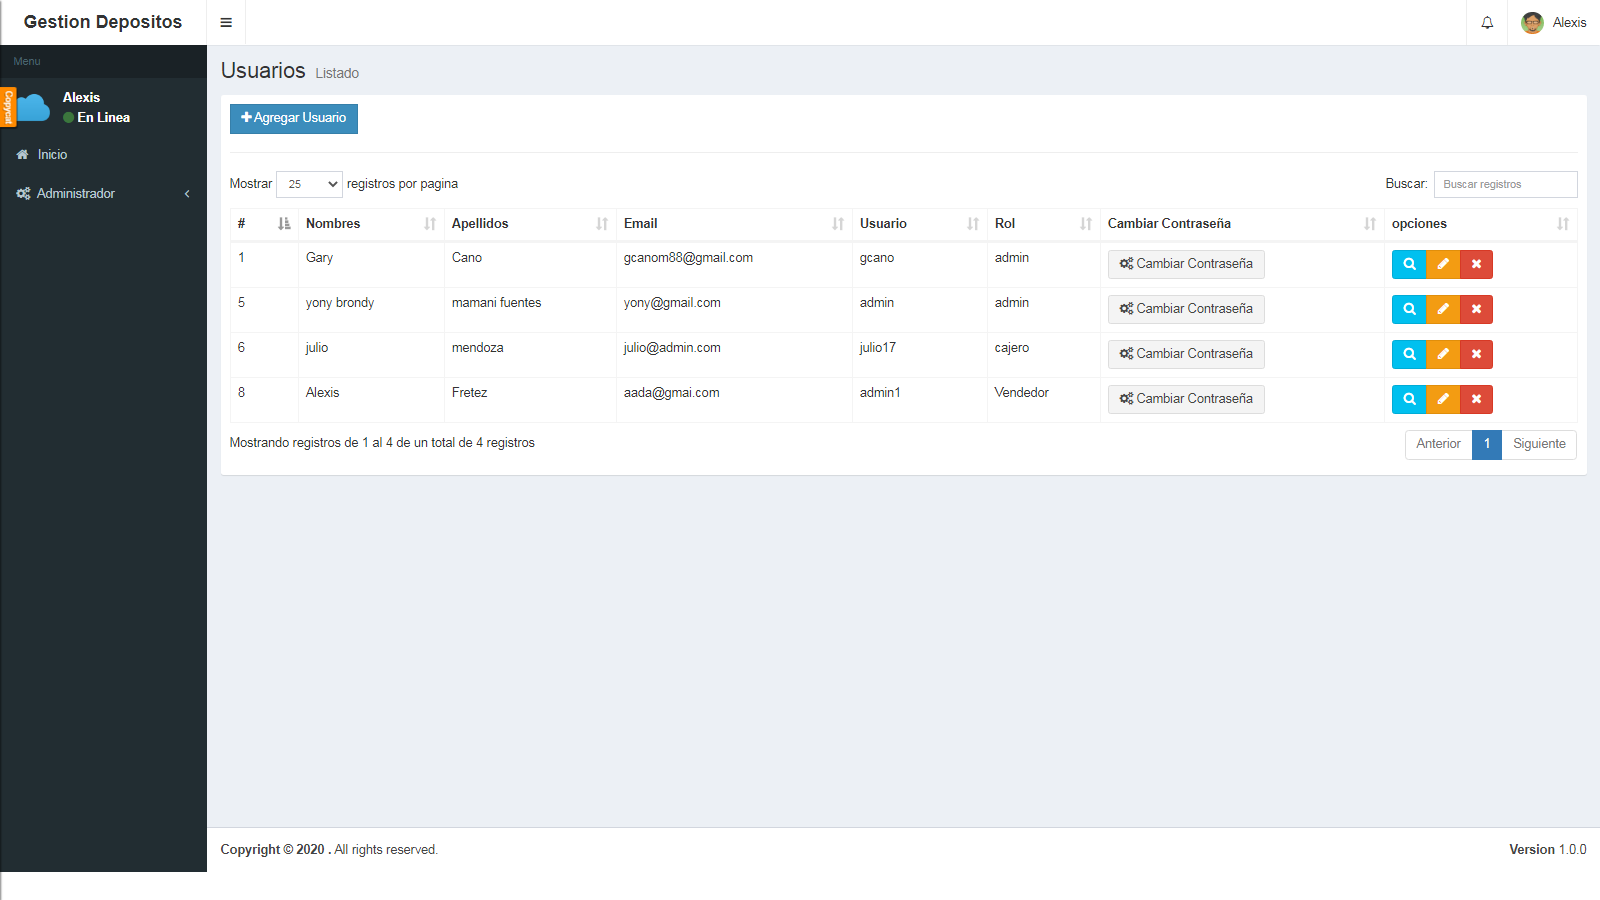 Gestion Depositos
Alexis
Menu
Copycat
Alexis
En Linea
Inicio
Administrador
Usuarios Listado
Agregar Usuario
Mostrar 25 registros por pagina
Buscar: Buscar registros
# Nombres Apellidos Email Usuario Rol Cambiar Contraseña opciones
1 Gary Cano gcanom88@gmail.com gcano admin Cambiar Contraseña
5 yony brondy mamani fuentes yony@gmail.com admin admin Cambiar Contraseña
6 julio mendoza julio@admin.com julio17 cajero Cambiar Contraseña
8 Alexis Fretez aada@gmai.com admin1 Vendedor Cambiar Contraseña
Mostrando registros de 1 al 4 de un total de 4 registros
Anterior 1 Siguiente
Copyright © 2020 . All rights reserved.
Version 1.0.0